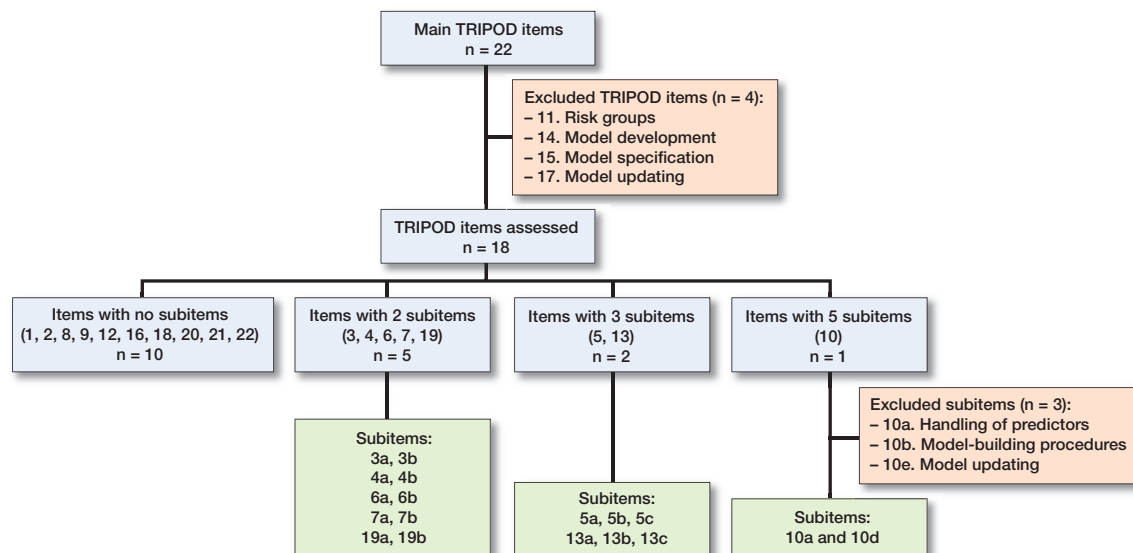 Main TRIPOD items
n = 22
Excluded TRIPOD items (n = 4):
– 11. Risk groups
– 14. Model development
– 15. Model specification
– 17. Model updating
TRIPOD items assessed
n = 18
Items with no subitems
(1, 2, 8, 9, 12, 16, 18, 20, 21, 22)
n = 10
Items with 2 subitems
(3, 4, 6, 7, 19)
n = 5
Items with 3 subitems
(5, 13)
n = 2
Items with 5 subitems
(10)
n = 1
Excluded subitems (n = 3):
– 10a. Handling of predictors
– 10b. Model-building procedures
– 10e. Model updating
Subitems:
3a, 3b
4a, 4b
6a, 6b
7a, 7b
19a, 19b
Subitems:
5a, 5b, 5c
13a, 13b, 13c
Subitems:
10a and 10d